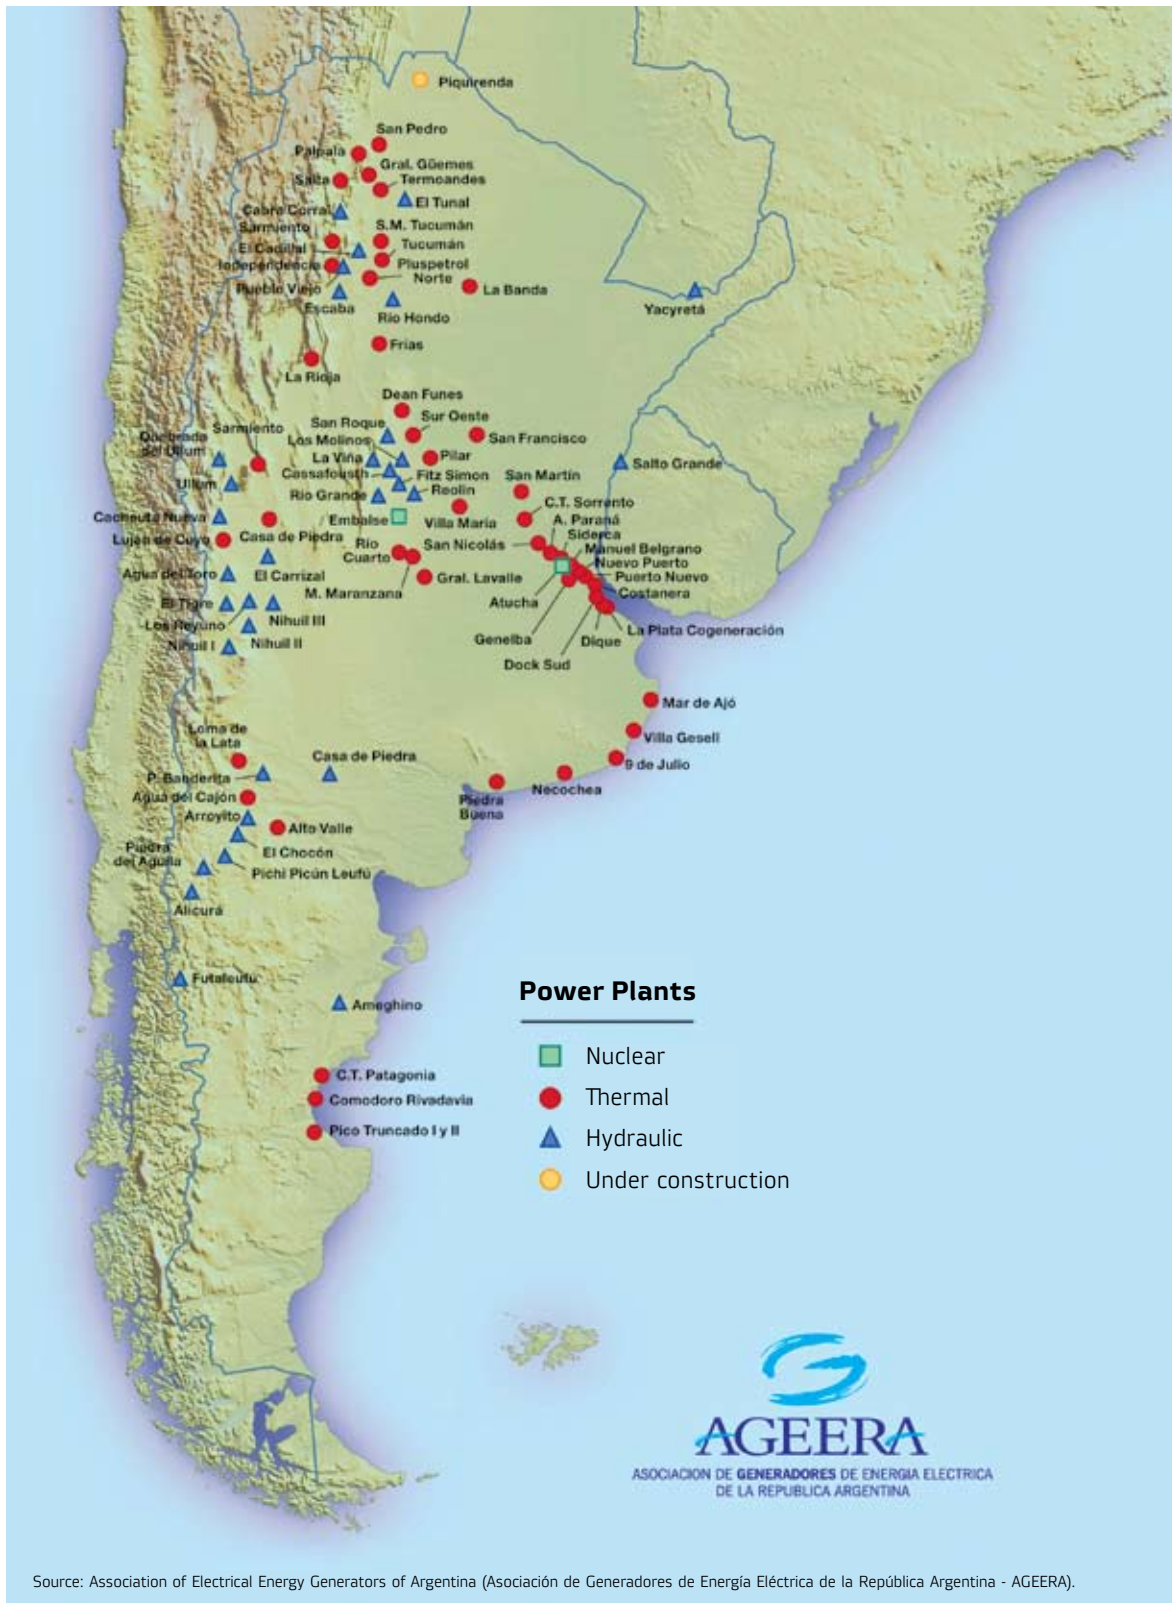 Piquirenda
San Pedro
Palpalá
Gral. Güemes
Salta
Termoandes
El Tunal
Cabra Corral
Sarmiento
S.M. Tucumán
El Cadillal
Tucumán
Independencia
Pluspetrol
Norte
Pueblo Viejo
La Banda
Escaba
Río Hondo
Yacyretá
Frías
La Rioja
Dean Funes
San Roque
Sur Oeste
Sarmiento
Quebrada
del Ullum
Los Molinos
San Francisco
La Viña
Pilar
Salto Grande
Cassafousth
Fitz Simon
San Martín
Ullum
Río Grande
Reolin
C.T. Sorrento
Cacheuta Nueva
Embalse
Villa María
A. Paraná
Siderca
Luján de Cuyo
Casa de Piedra
Río
Cuarto
San Nicolás
Manuel Belgrano
Nuevo Puerto
Agua del Toro
El Carrizal
Gral. Lavalle
Puerto Nuevo
M. Maranzana
Costanera
El Tigre
Atucha
Los Reyuno
Nihuil III
La Plata Cogeneración
Nihuil I
Nihuil II
Genelba
Dique
Dock Sud
Mar de Ajó
Loma de
la Lata
Villa Gesell
Casa de Piedra
9 de Julio
P. Banderita
Necochea
Agua del Cajón
Piedra
Buena
Arroyito
Alto Valle
Piedra
del Aguila
El Chocón
Pichi Picún Leufú
Alicurá
Futaleufú
Ameghino
Power Plants
Nuclear
C.T. Patagonia
Thermal
Comodoro Rivadavia
Pico Truncado I y II
Hydraulic
Under construction
AGEERA
ASOCIACION DE GENERADORES DE ENERGIA ELECTRICA
DE LA REPUBLICA ARGENTINA
Source: Association of Electrical Energy Generators of Argentina (Asociación de Generadores de Energía Eléctrica de la República Argentina - AGEERA).